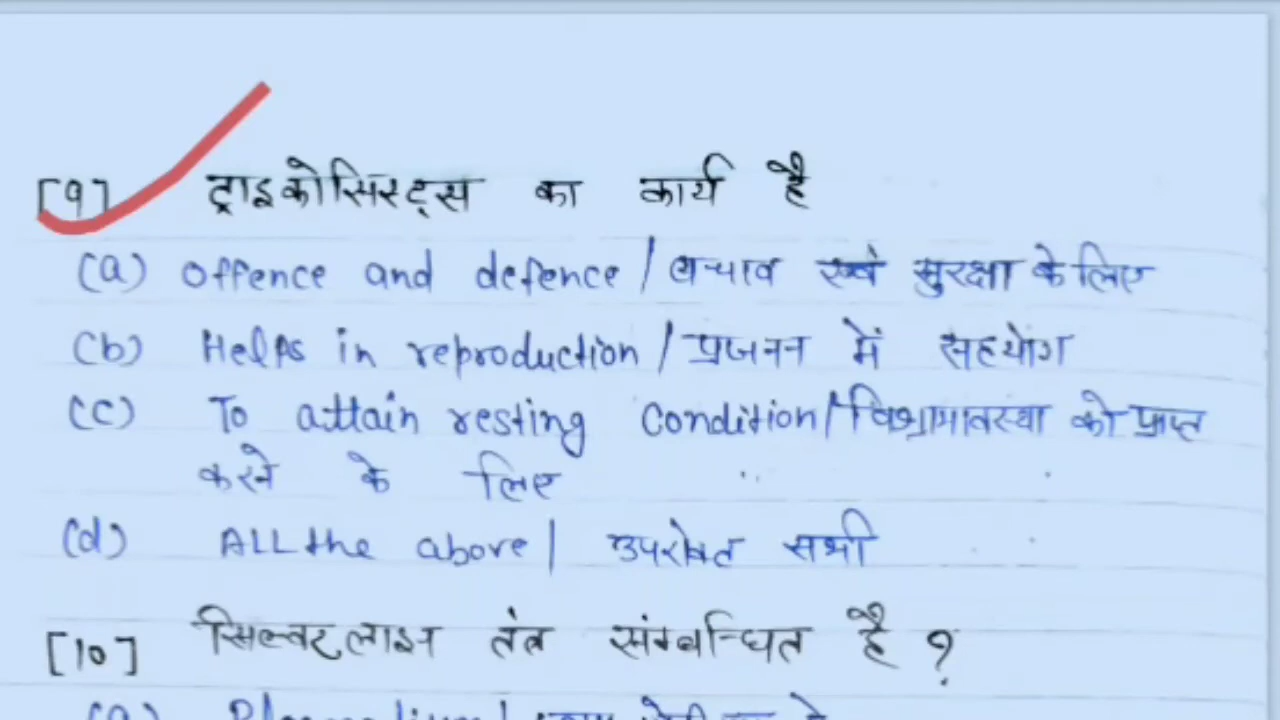 [9] ट्राइकोसिस्ट्स का कार्य है
(a) offence and defence / बचाव एवं सुरक्षा के लिए
(b) Helps in reproduction / प्रजनन में सहयोग
(c) To attain resting Condition / विश्रामावस्था को प्राप्त
करने के लिए
(d) ALL the above / उपरोक्त सभी
[10] सिल्वरलाइन तंत्र संम्बन्धित है ?
(a)